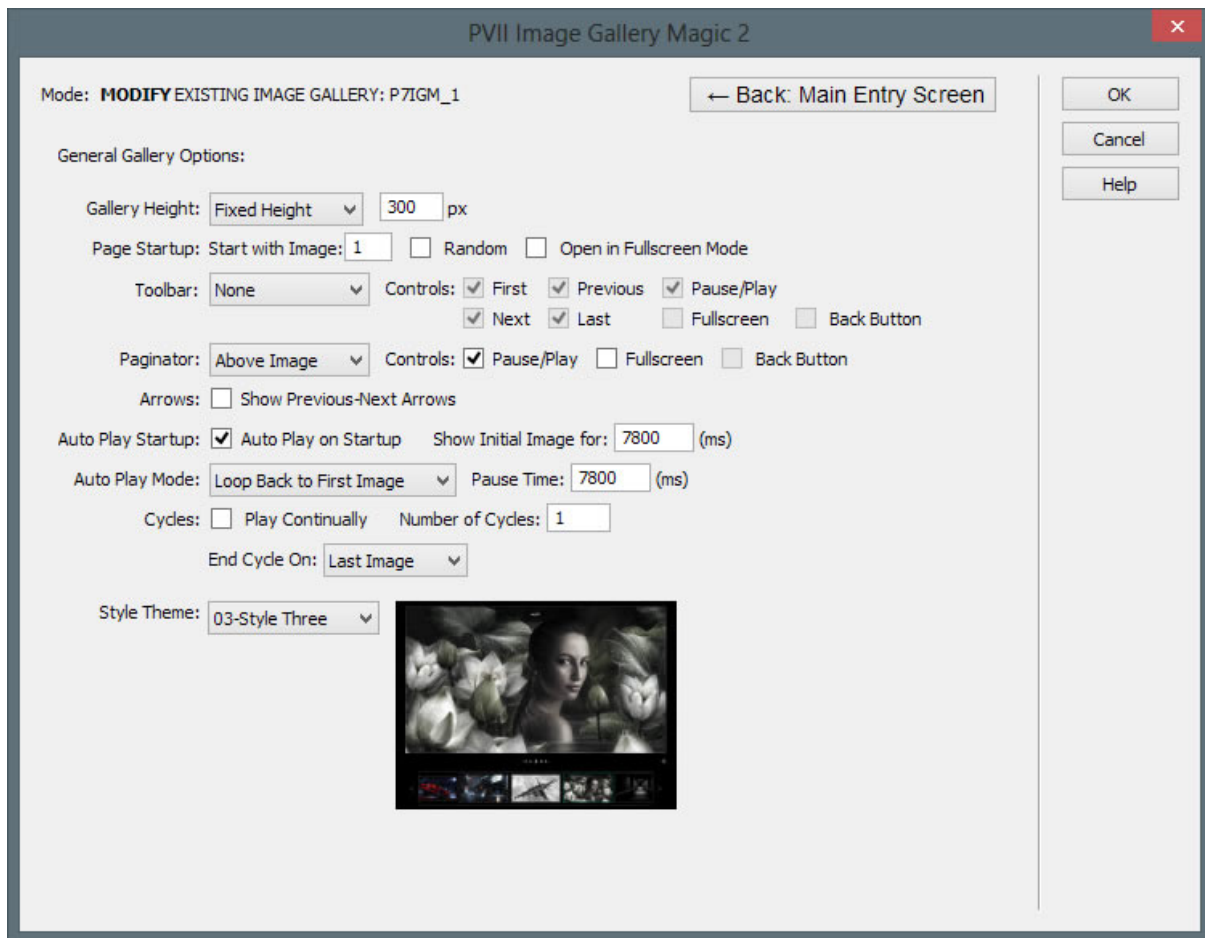 PVII Image Gallery Magic 2
Mode: MODIFY EXISTING IMAGE GALLERY: P7IGM_1
← Back: Main Entry Screen
OK
Cancel
Help
General Gallery Options:
Gallery Height: Fixed Height 300 px
Page Startup: Start with Image: 1 Random Open in Fullscreen Mode
Toolbar: None Controls: First Previous Pause/Play
Next Last Fullscreen Back Button
Paginator: Above Image Controls: Pause/Play Fullscreen Back Button
Arrows: Show Previous-Next Arrows
Auto Play Startup: Auto Play on Startup Show Initial Image for: 7800 (ms)
Auto Play Mode: Loop Back to First Image Pause Time: 7800 (ms)
Cycles: Play Continually Number of Cycles: 1
End Cycle On: Last Image
Style Theme: 03-Style Three